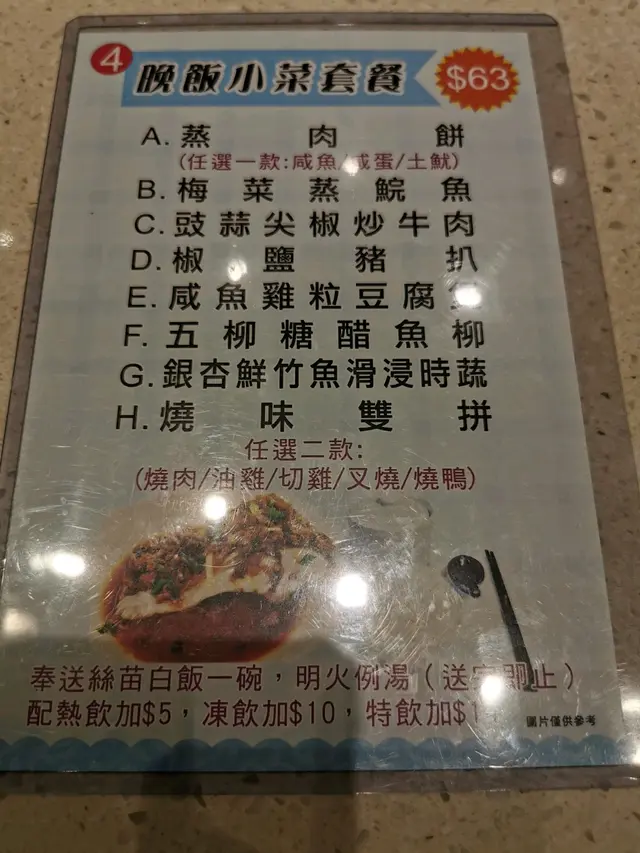 4 晚飯小菜套餐 $63
A. 蒸肉餅
(任選一款:咸魚/咸蛋/土魷)
B. 梅菜蒸鯇魚
C. 豉蒜尖椒炒牛肉
D. 椒鹽豬扒
E. 咸魚雞粒豆腐
F. 五柳糖醋魚柳
G. 銀杏鮮竹魚滑浸時蔬
H. 燒味雙拼
任選二款:
(燒肉/油雞/切雞/叉燒/燒鴨)
奉送絲苗白飯一碗，明火例湯（送完即止）
配熱飲加$5，凍飲加$10，特飲加$1
圖片僅供參考